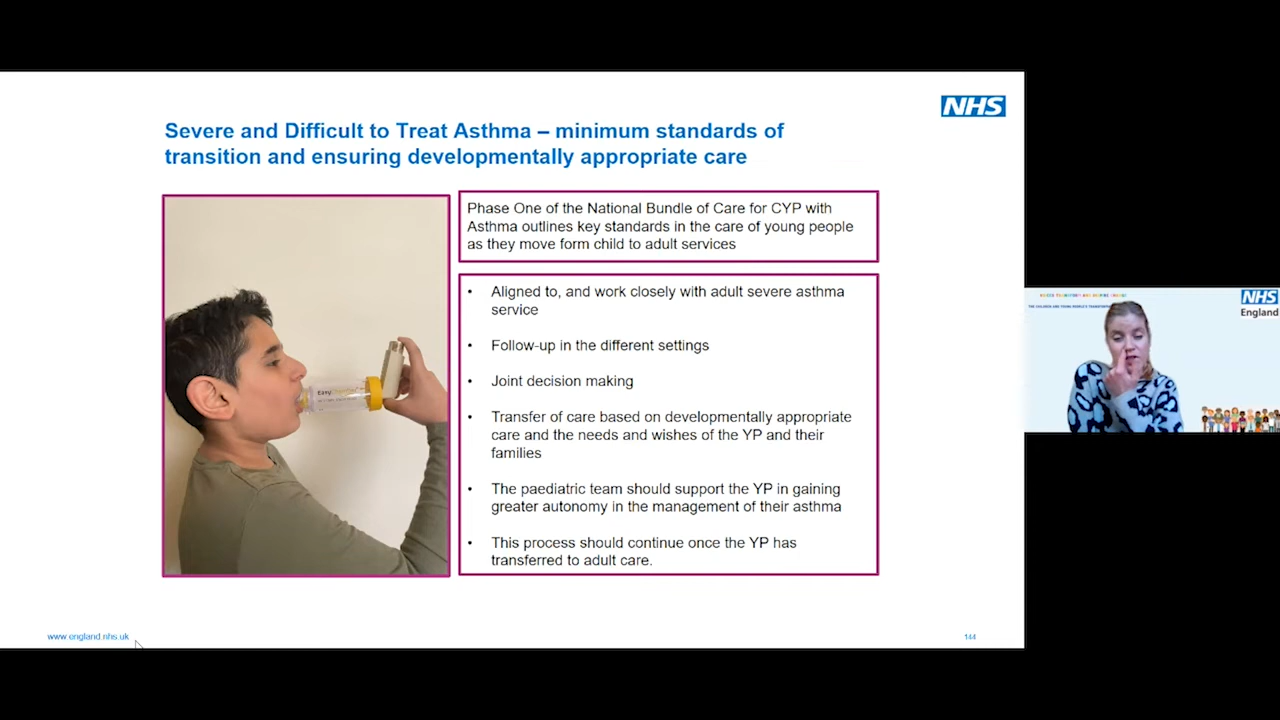 NHS
Severe and Difficult to Treat Asthma – minimum standards of
transition and ensuring developmentally appropriate care
Phase One of the National Bundle of Care for CYP with
Asthma outlines key standards in the care of young people
as they move form child to adult services
• Aligned to, and work closely with adult severe asthma
service
• Follow-up in the different settings
• Joint decision making
• Transfer of care based on developmentally appropriate
care and the needs and wishes of the YP and their
families
• The paediatric team should support the YP in gaining
greater autonomy in the management of their asthma
• This process should continue once the YP has
transferred to adult care.
www.england.nhs.uk
144
Easy
THE CHILDREN AND YOUNG PEOPLE'S
NHS
England